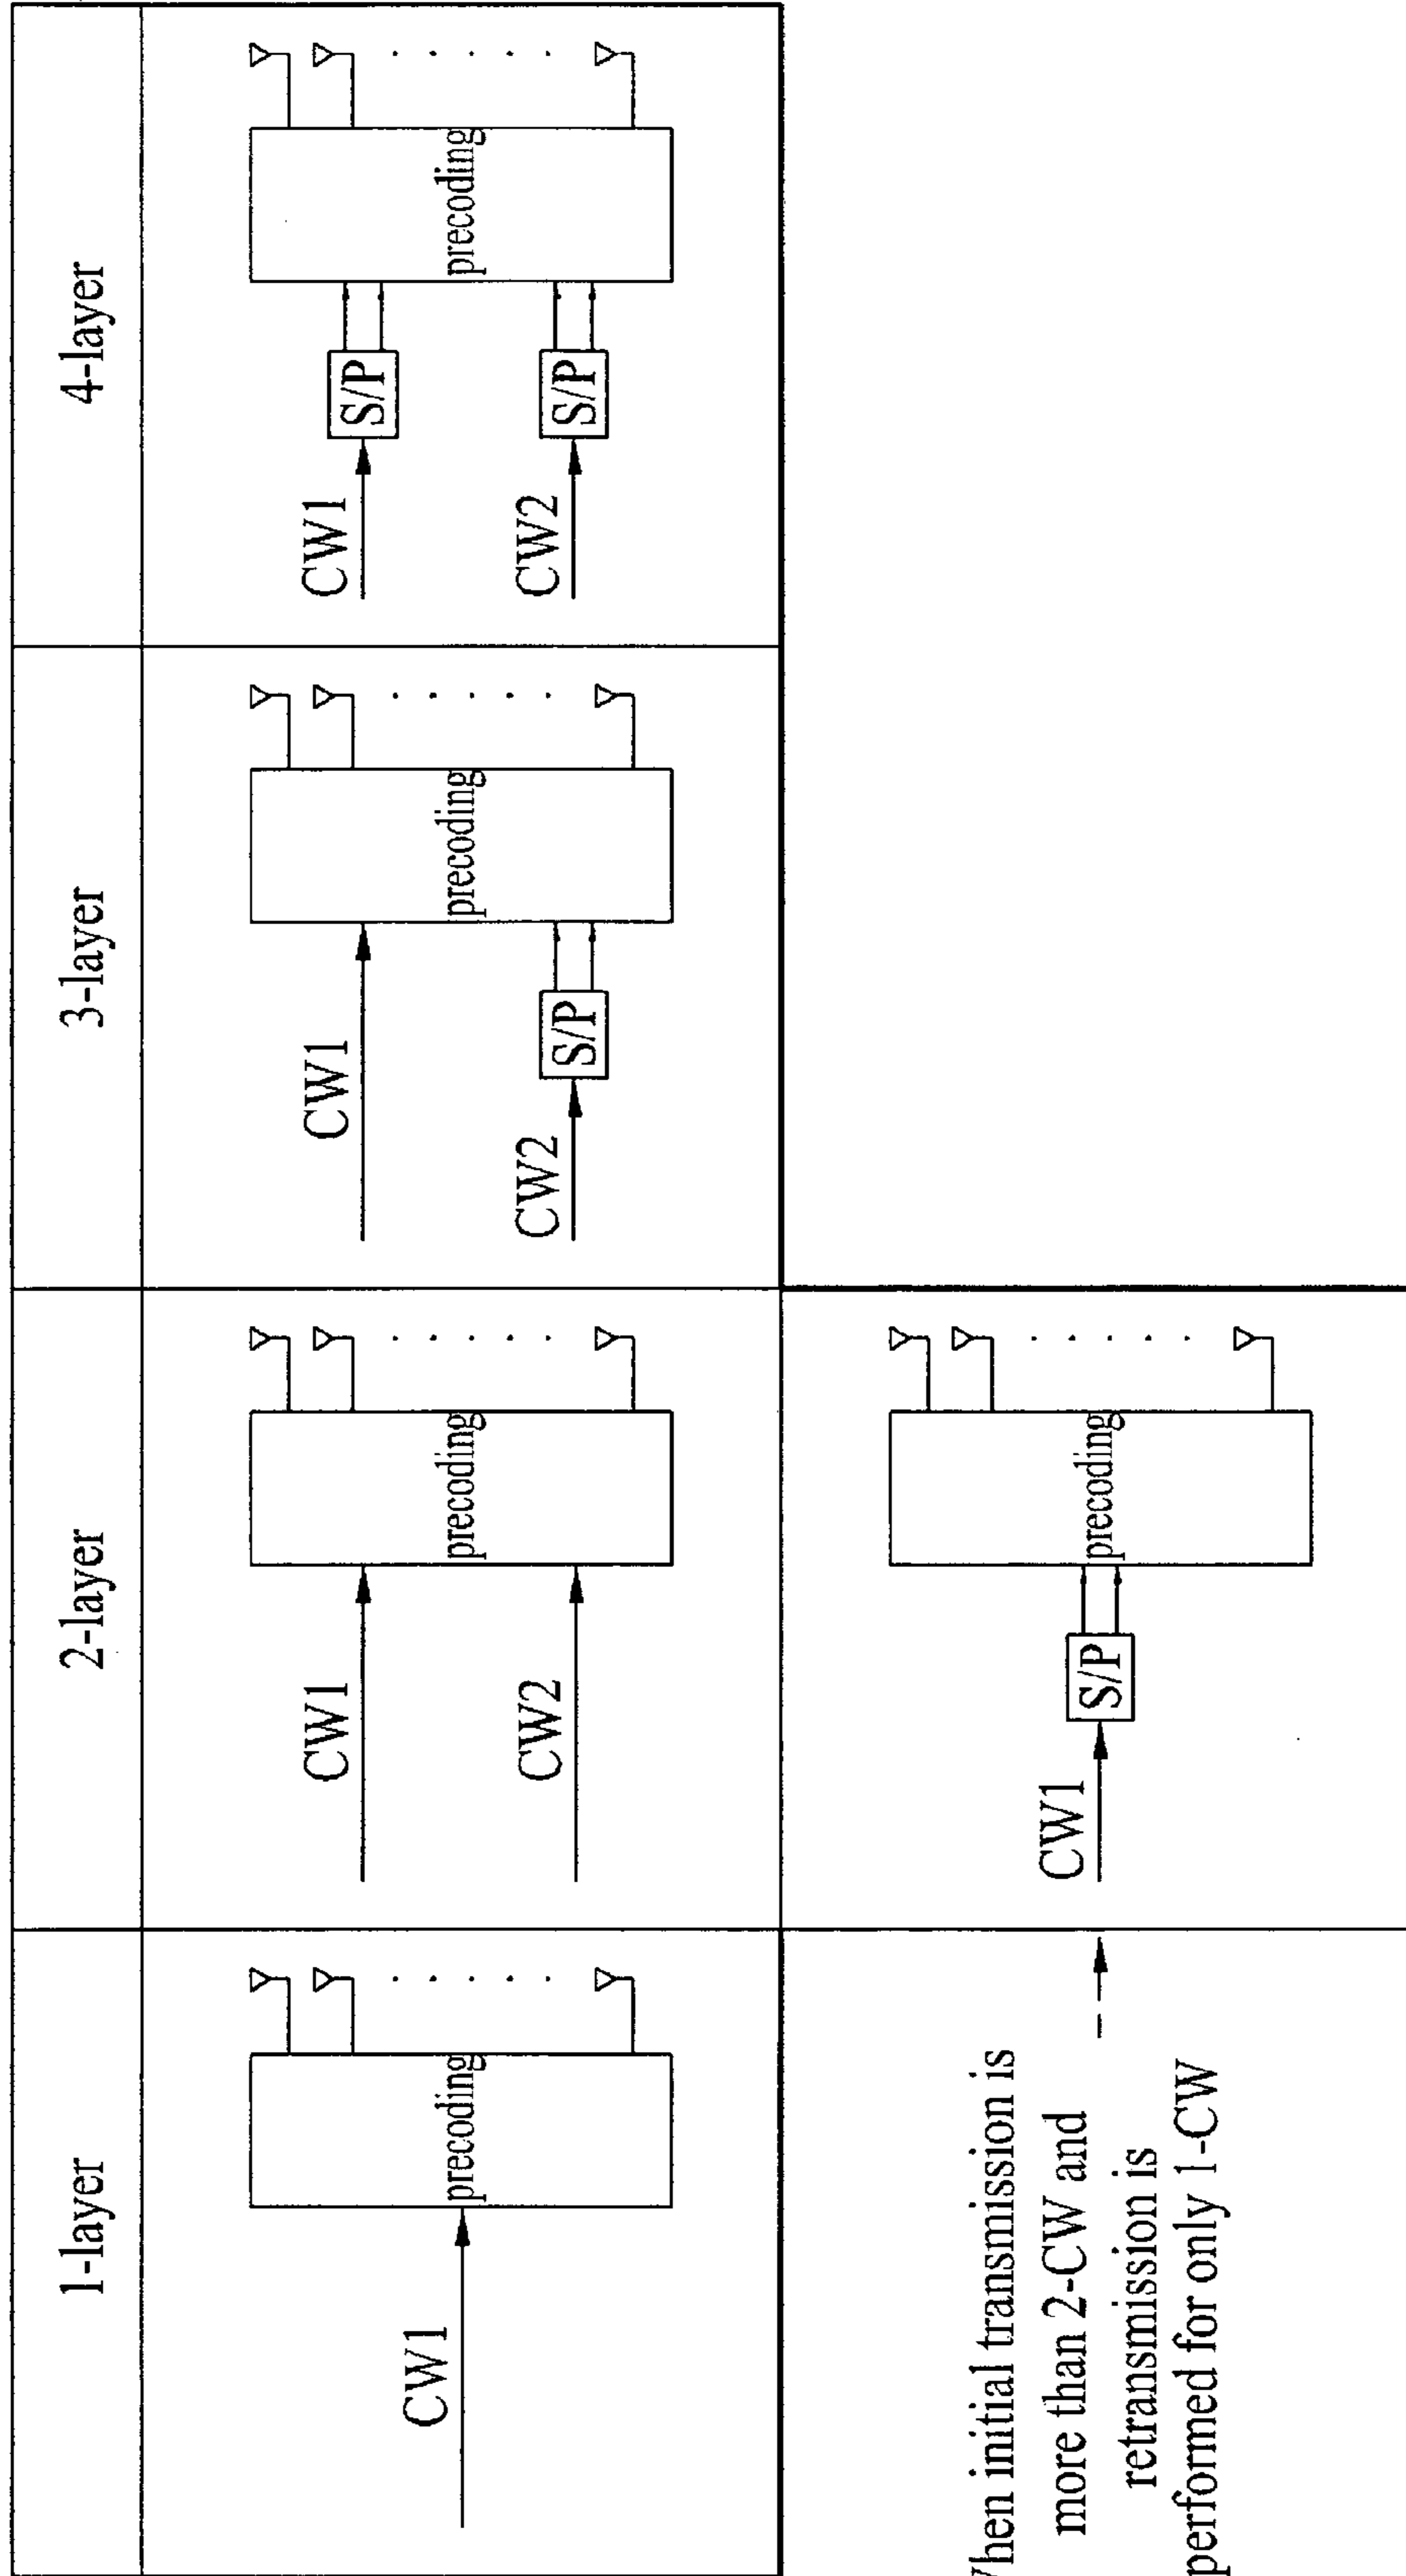 1-layer
2-layer
3-layer
4-layer
CW1
precoding
CW1
CW2
precoding
CW1
CW2
S/P
precoding
CW1
CW2
S/P
S/P
precoding
hen initial transmission is
more than 2-CW and
retransmission is
performed for only 1-CW
CW1
S/P
precoding